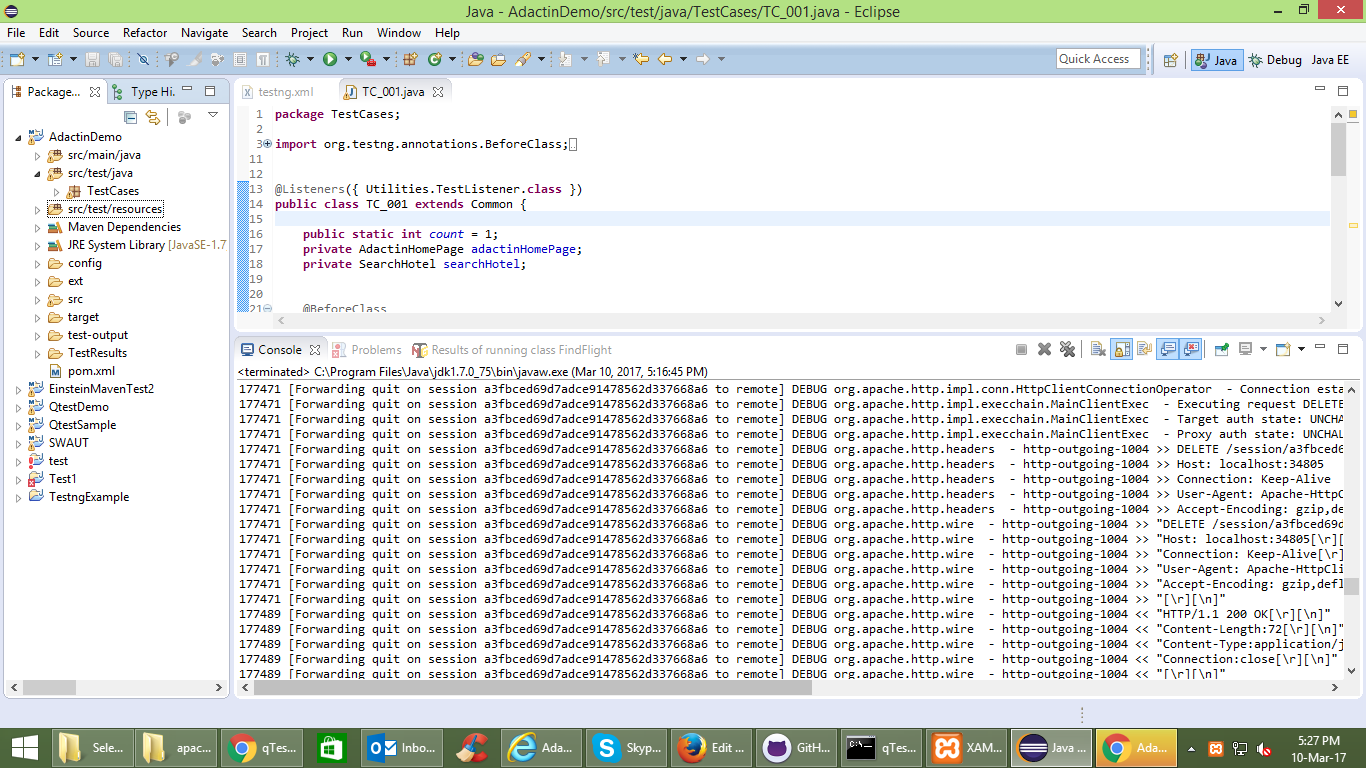 Java - AdactinDemo/src/test/java/TestCases/TC_001.java - Eclipse
File Edit Source Refactor Navigate Search Project Run Window Help
Quick Access Java Debug Java EE
Package... Type Hi.
AdactinDemo
src/main/java
src/test/java
TestCases
src/test/resources
Maven Dependencies
JRE System Library [JavaSE-1.7
config
ext
src
target
test-output
TestResults
pom.xml
EinsteinMavenTest2
QtestDemo
QtestSample
SWAUT
test
Test1
TestngExample
testng.xml TC_001.java
1 package TestCases;
2
3 import org.testng.annotations.BeforeClass;
11
12
13 @Listeners({ Utilities.TestListener.class })
14 public class TC_001 extends Common {
15
16 public static int count = 1;
17 private AdactinHomePage adactinHomePage;
18 private SearchHotel searchHotel;
19
20
21 @BeforeClass
Console Problems Results of running class FindFlight
<terminated> C:\Program Files\Java\jdk1.7.0_75\bin\javaw.exe (Mar 10, 2017, 5:16:45 PM)
177471 [Forwarding quit on session a3fbced69d7adce91478562d337668a6 to remote] DEBUG org.apache.http.impl.conn.HttpClientConnectionOperator - Connection esta
177471 [Forwarding quit on session a3fbced69d7adce91478562d337668a6 to remote] DEBUG org.apache.http.impl.execchain.MainClientExec - Executing request DELETE
177471 [Forwarding quit on session a3fbced69d7adce91478562d337668a6 to remote] DEBUG org.apache.http.impl.execchain.MainClientExec - Target auth state: UNCHA
177471 [Forwarding quit on session a3fbced69d7adce91478562d337668a6 to remote] DEBUG org.apache.http.impl.execchain.MainClientExec - Proxy auth state: UNCHAL
177471 [Forwarding quit on session a3fbced69d7adce91478562d337668a6 to remote] DEBUG org.apache.http.headers - http-outgoing-1004 >> DELETE /session/a3fbced6
177471 [Forwarding quit on session a3fbced69d7adce91478562d337668a6 to remote] DEBUG org.apache.http.headers - http-outgoing-1004 >> Host: localhost:34805
177471 [Forwarding quit on session a3fbced69d7adce91478562d337668a6 to remote] DEBUG org.apache.http.headers - http-outgoing-1004 >> Connection: Keep-Alive
177471 [Forwarding quit on session a3fbced69d7adce91478562d337668a6 to remote] DEBUG org.apache.http.headers - http-outgoing-1004 >> User-Agent: Apache-HttpC
177471 [Forwarding quit on session a3fbced69d7adce91478562d337668a6 to remote] DEBUG org.apache.http.headers - http-outgoing-1004 >> Accept-Encoding: gzip,de
177471 [Forwarding quit on session a3fbced69d7adce91478562d337668a6 to remote] DEBUG org.apache.http.wire - http-outgoing-1004 >> "DELETE /session/a3fbced69d
177471 [Forwarding quit on session a3fbced69d7adce91478562d337668a6 to remote] DEBUG org.apache.http.wire - http-outgoing-1004 >> "Host: localhost:34805[\r][
177471 [Forwarding quit on session a3fbced69d7adce91478562d337668a6 to remote] DEBUG org.apache.http.wire - http-outgoing-1004 >> "Connection: Keep-Alive[\r]
177471 [Forwarding quit on session a3fbced69d7adce91478562d337668a6 to remote] DEBUG org.apache.http.wire - http-outgoing-1004 >> "User-Agent: Apache-HttpCli
177471 [Forwarding quit on session a3fbced69d7adce91478562d337668a6 to remote] DEBUG org.apache.http.wire - http-outgoing-1004 >> "Accept-Encoding: gzip,defl
177471 [Forwarding quit on session a3fbced69d7adce91478562d337668a6 to remote] DEBUG org.apache.http.wire - http-outgoing-1004 >> "[\r][\n]"
177489 [Forwarding quit on session a3fbced69d7adce91478562d337668a6 to remote] DEBUG org.apache.http.wire - http-outgoing-1004 << "HTTP/1.1 200 OK[\r][\n]"
177489 [Forwarding quit on session a3fbced69d7adce91478562d337668a6 to remote] DEBUG org.apache.http.wire - http-outgoing-1004 << "Content-Length:72[\r][\n]"
177489 [Forwarding quit on session a3fbced69d7adce91478562d337668a6 to remote] DEBUG org.apache.http.wire - http-outgoing-1004 << "Content-Type:application/j
177489 [Forwarding quit on session a3fbced69d7adce91478562d337668a6 to remote] DEBUG org.apache.http.wire - http-outgoing-1004 << "Connection:close[\r][\n]"
177489 [Forwarding quit on session a3fbced69d7adce91478562d337668a6 to remote] DEBUG org.apache.http.wire - http-outgoing-1004 << "[\r][\n]"
Sele... apac... qTes... Inbo... Ada... Skyp... Edit ... GitH... qTes... XAM... Java ... Ada...
5:27 PM
10-Mar-17